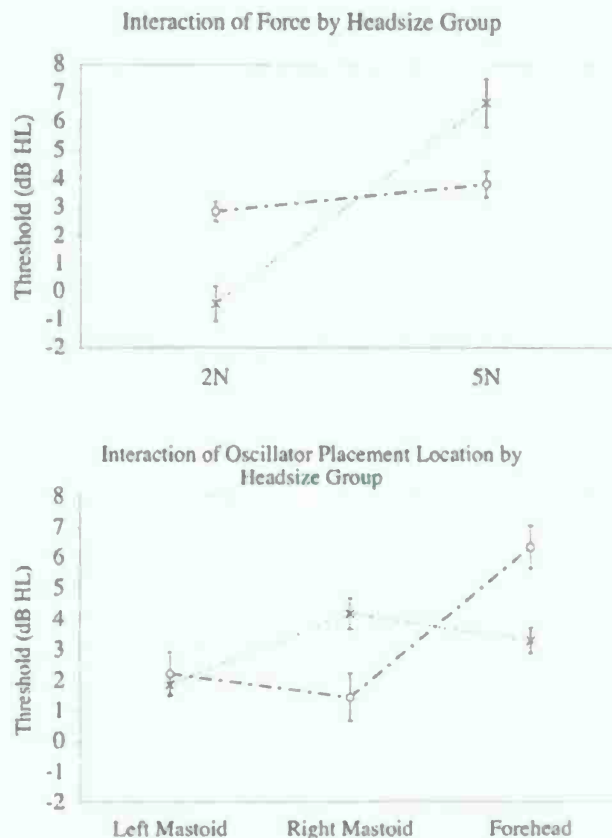 Interaction of Force by Headsize Group
8
7
6
5
4
3
2
1
0
-1
-2
Threshold (dB HL)
2N
5N
Interaction of Oscillator Placement Location by
Headsize Group
8
7
6
5
4
3
2
1
0
-1
-2
Threshold (dB HL)
Left Mastoid
Right Mastoid
Forehead